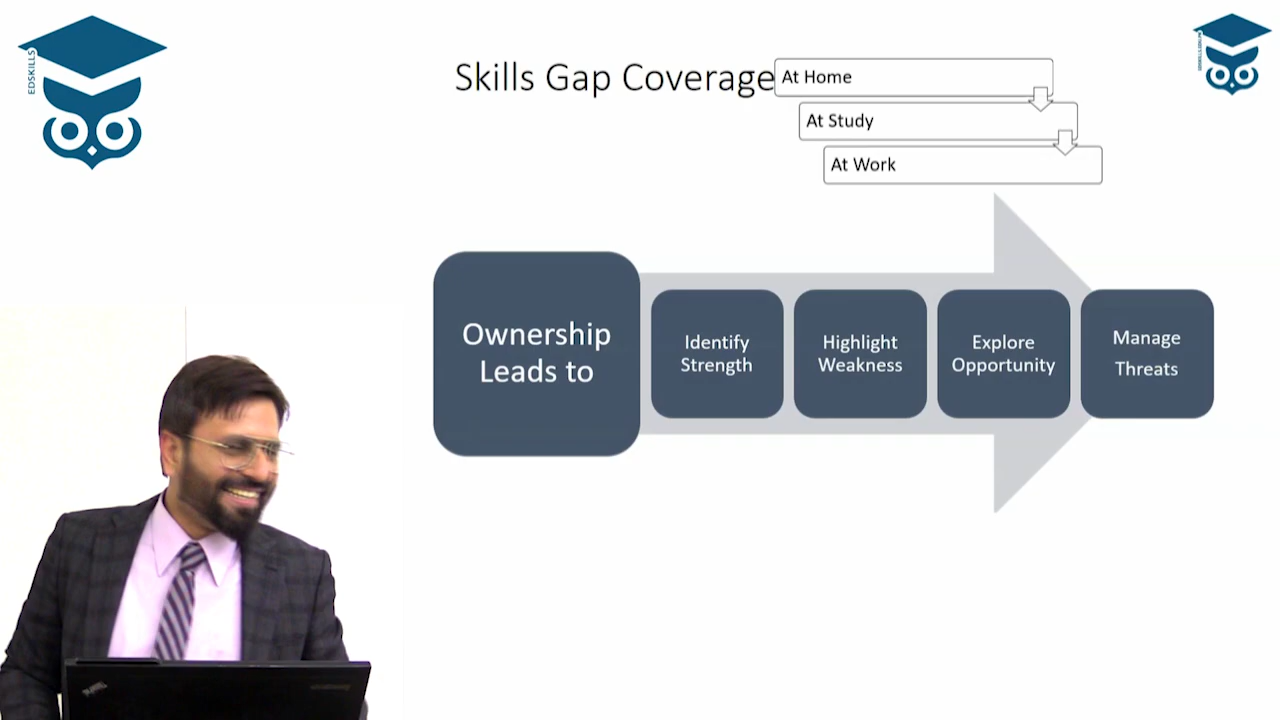 EDSKILLS
Skills Gap Coverage
At Home
At Study
At Work
Ownership
Leads to
Identify
Strength
Highlight
Weakness
Explore
Opportunity
Manage
Threats